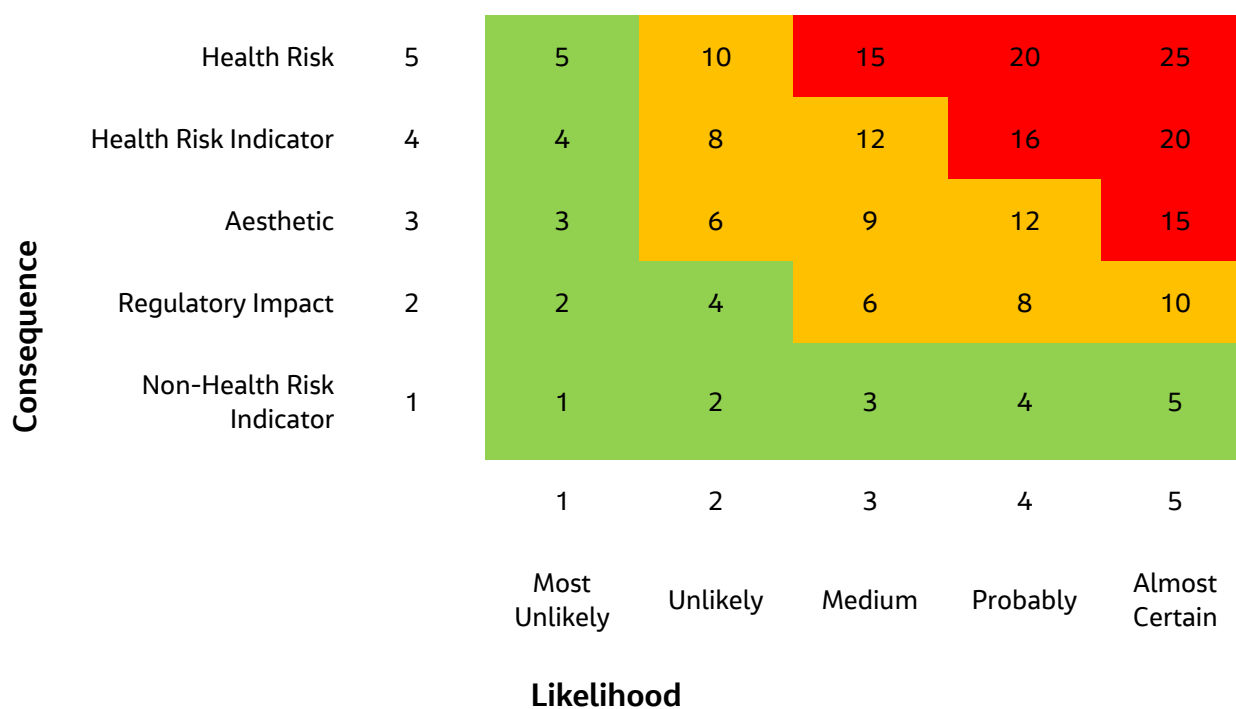 Health Risk 5 5 10 15 20 25
Health Risk Indicator 4 4 8 12 16 20
Aesthetic 3 3 6 9 12 15
Consequence
Regulatory Impact 2 2 4 6 8 10
Non-Health Risk
Indicator
1 1 2 3 4 5
1 2 3 4 5
Most
Unlikely
Unlikely
Medium
Probably
Almost
Certain
Likelihood